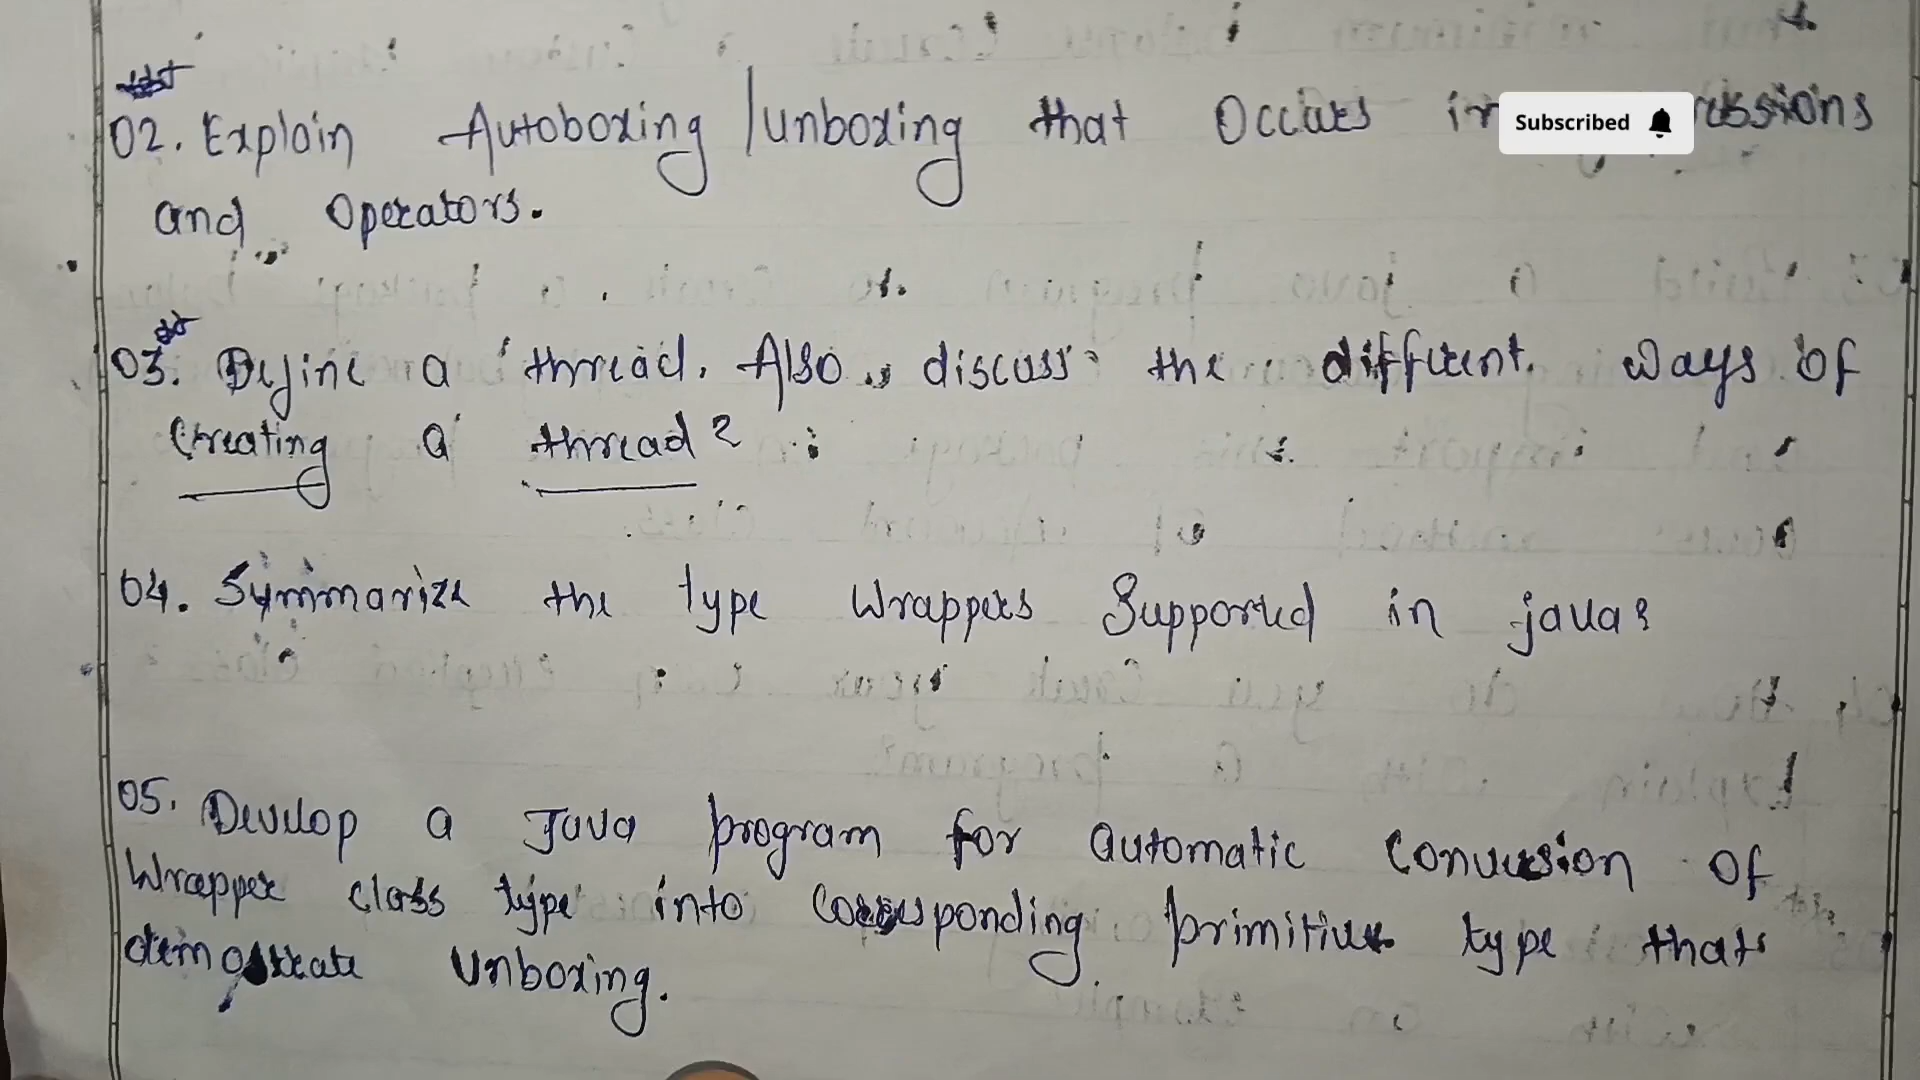 02. Explain Autoboxing/unboxing that occurs in
Subscribed
and operators.
03. Define a thread. Also discuss the different ways of
creating a thread?
04. Summarize the type wrappers supported in java?
05. Develop a Java program for automatic conversion of
wrapper class type into corresponding primitive type that
demostrate unboxing.